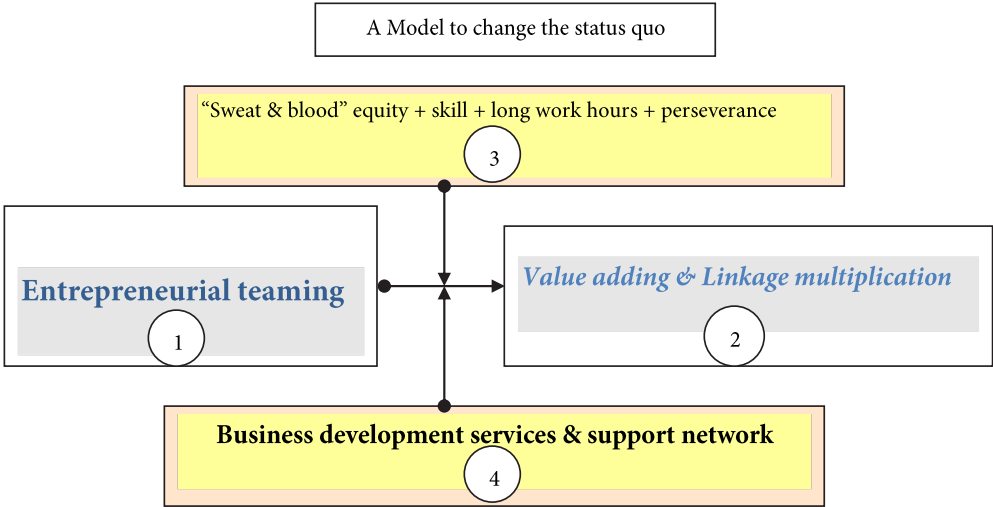 A Model to change the status quo
“Sweat & blood” equity + skill + long work hours + perseverance
3
Entrepreneurial teaming
1
Value adding & Linkage multiplication
2
Business development services & support network
4